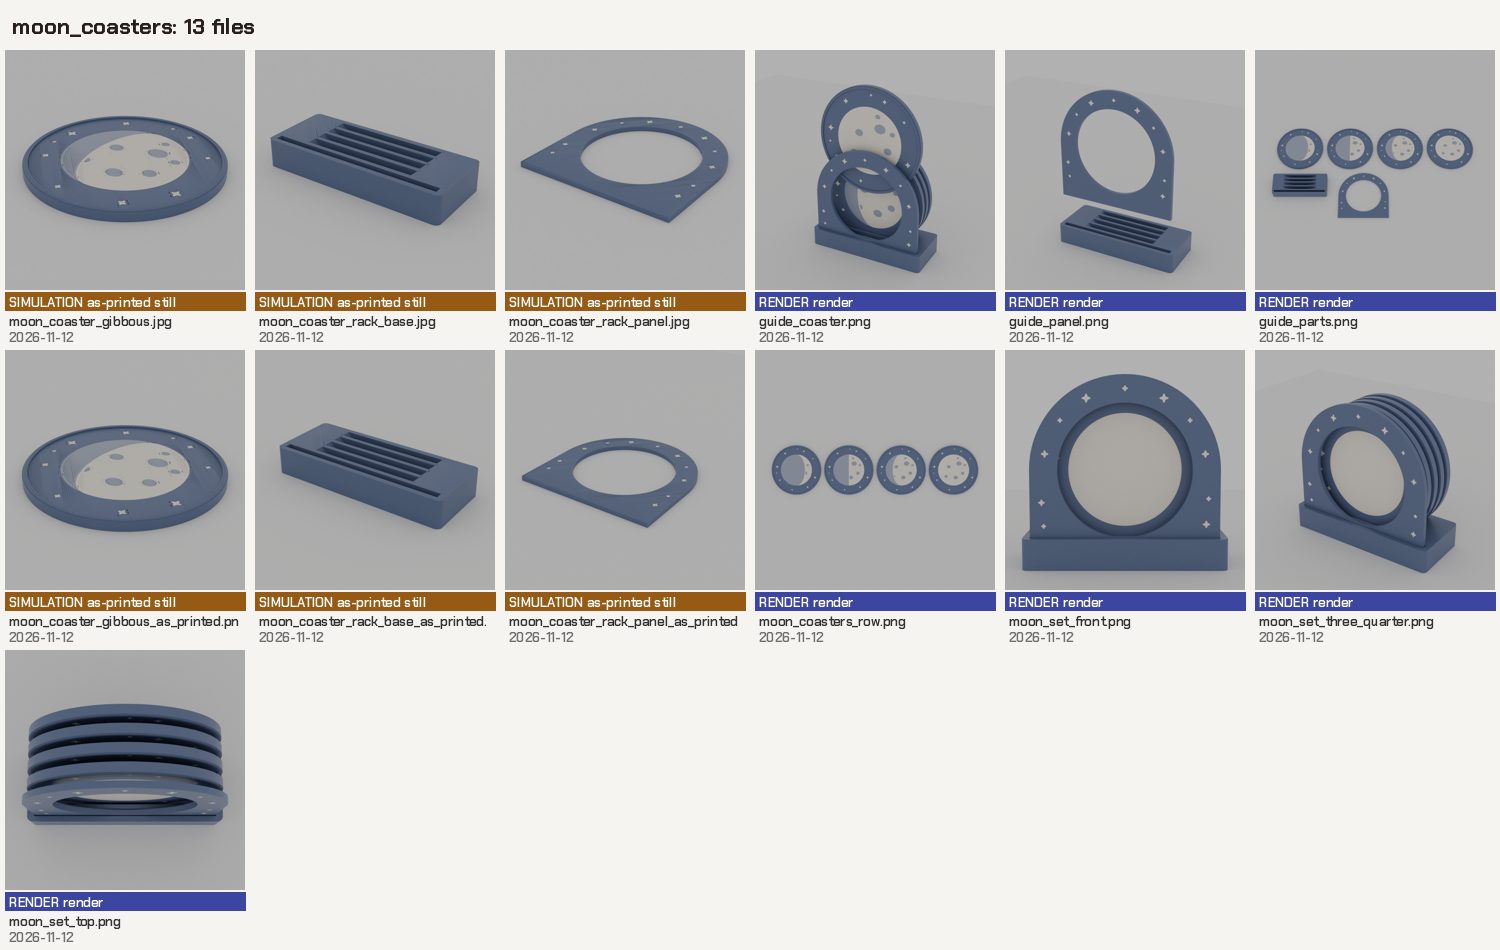 moon_coasters: 13 files
SIMULATION as-printed still
moon_coaster_gibbous.jpg
2026-11-12
SIMULATION as-printed still
moon_coaster_rack_base.jpg
2026-11-12
SIMULATION as-printed still
moon_coaster_rack_panel.jpg
2026-11-12
RENDER render
guide_coaster.png
2026-11-12
RENDER render
guide_panel.png
2026-11-12
RENDER render
guide_parts.png
2026-11-12
SIMULATION as-printed still
moon_coaster_gibbous_as_printed.pn
2026-11-12
SIMULATION as-printed still
moon_coaster_rack_base_as_printed.
2026-11-12
SIMULATION as-printed still
moon_coaster_rack_panel_as_printed
2026-11-12
RENDER render
moon_coasters_row.png
2026-11-12
RENDER render
moon_set_front.png
2026-11-12
RENDER render
moon_set_three_quarter.png
2026-11-12
RENDER render
moon_set_top.png
2026-11-12